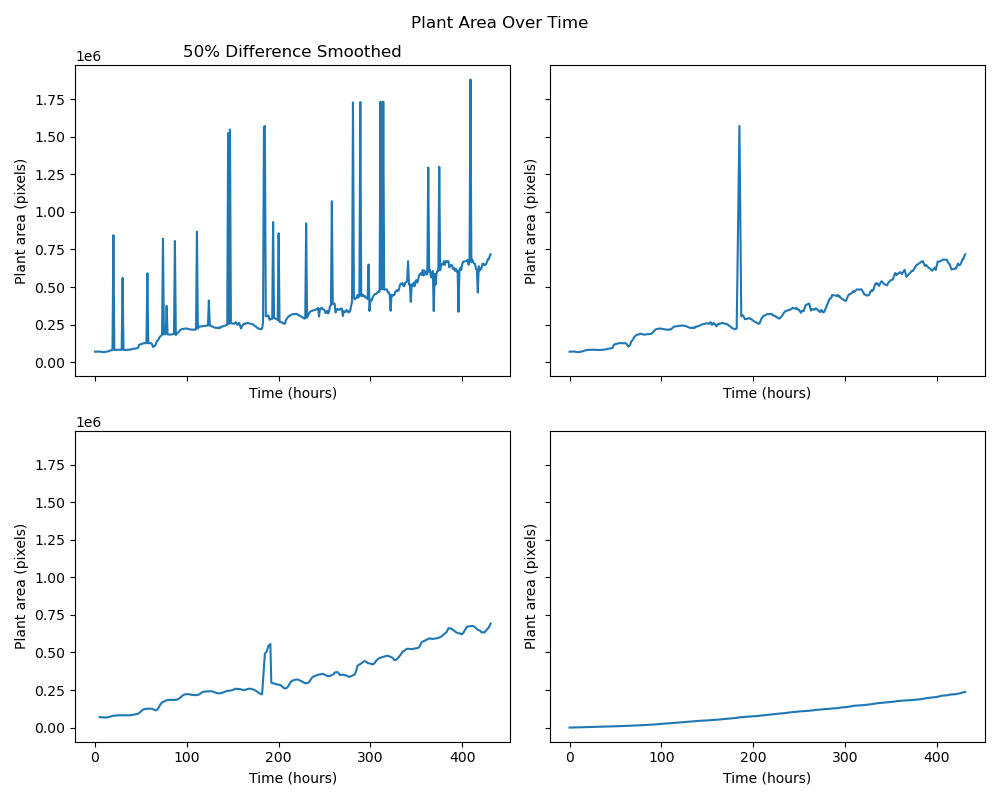 Plant Area Over Time
50% Difference Smoothed
1e6
Plant area (pixels)
1.75
1.50
1.25
1.00
0.75
0.50
0.25
0.00
Time (hours)
Plant area (pixels)
Time (hours)
1e6
Plant area (pixels)
1.75
1.50
1.25
1.00
0.75
0.50
0.25
0.00
0 100 200 300 400
Time (hours)
Plant area (pixels)
0 100 200 300 400
Time (hours)